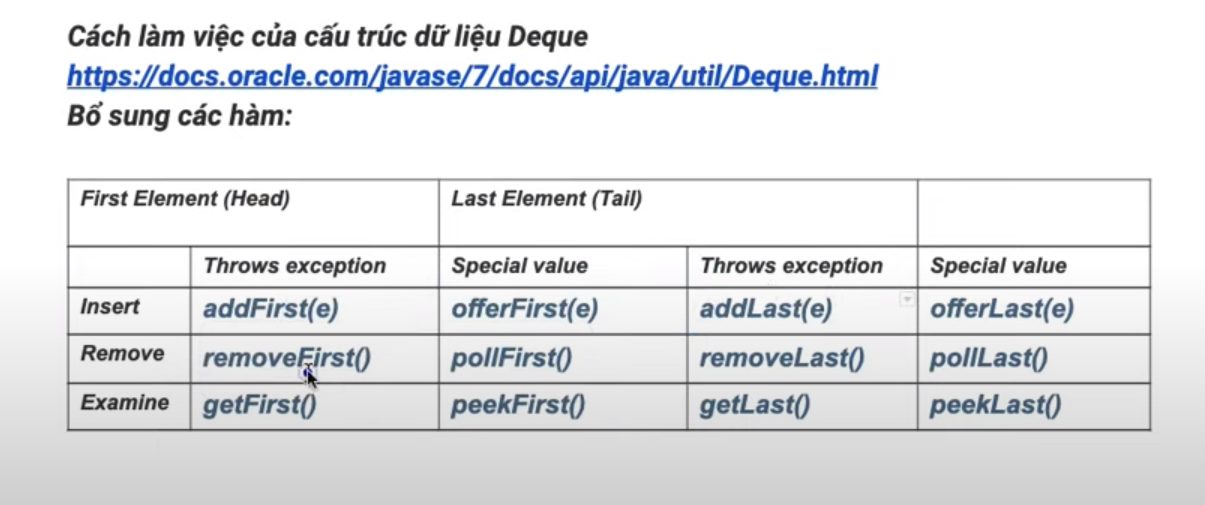 Cách làm việc của cấu trúc dữ liệu Deque
https://docs.oracle.com/javase/7/docs/api/java/util/Deque.html
Bổ sung các hàm:
First Element (Head) Last Element (Tail)
Throws exception Special value Throws exception Special value
Insert addFirst(e) offerFirst(e) addLast(e) offerLast(e)
Remove removeFirst() pollFirst() removeLast() pollLast()
Examine getFirst() peekFirst() getLast() peekLast()